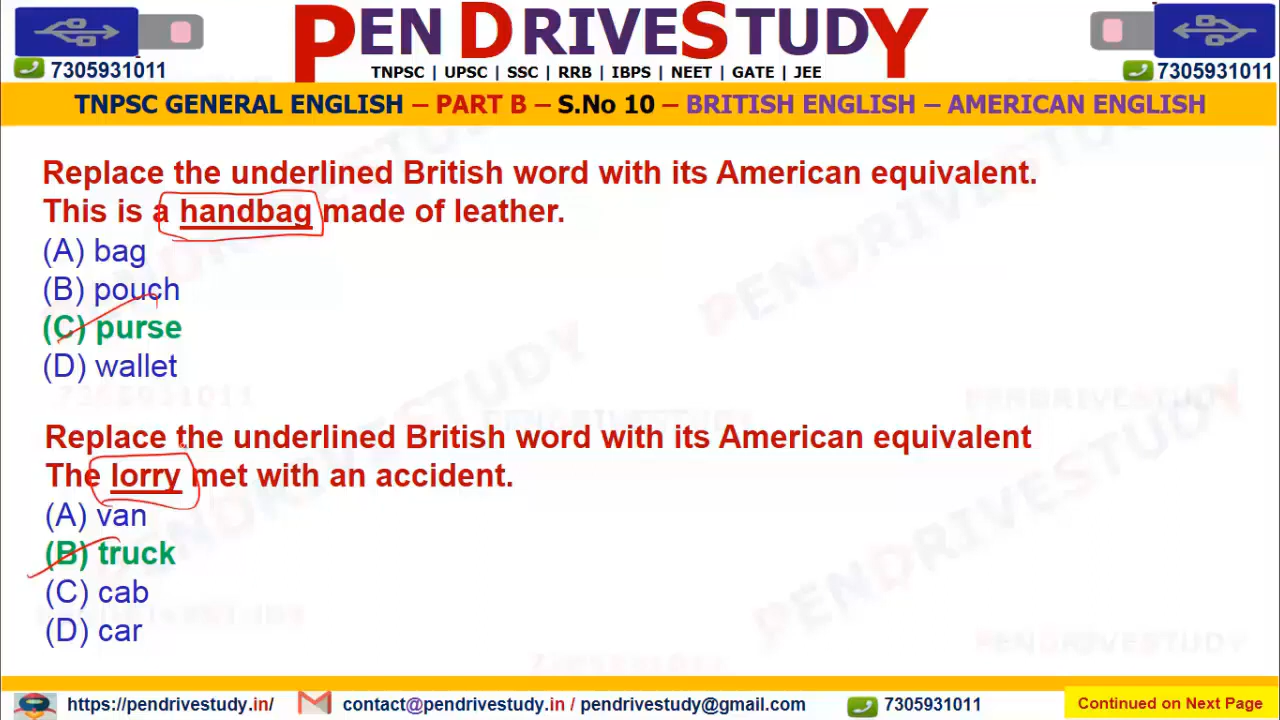 PEN DRIVESTUDY
7305931011
TNPSC | UPSC | SSC | RRB | IBPS | NEET | GATE | JEE
7305931011
TNPSC GENERAL ENGLISH – PART B – S.No 10 – BRITISH ENGLISH – AMERICAN ENGLISH
Replace the underlined British word with its American equivalent.
This is a handbag made of leather.
(A) bag
(B) pouch
(C) purse
(D) wallet
Replace the underlined British word with its American equivalent
The lorry met with an accident.
(A) van
(B) truck
(C) cab
(D) car
https://pendrivestudy.in/ contact@pendrivestudy.in / pendrivestudy@gmail.com 7305931011 Continued on Next Page